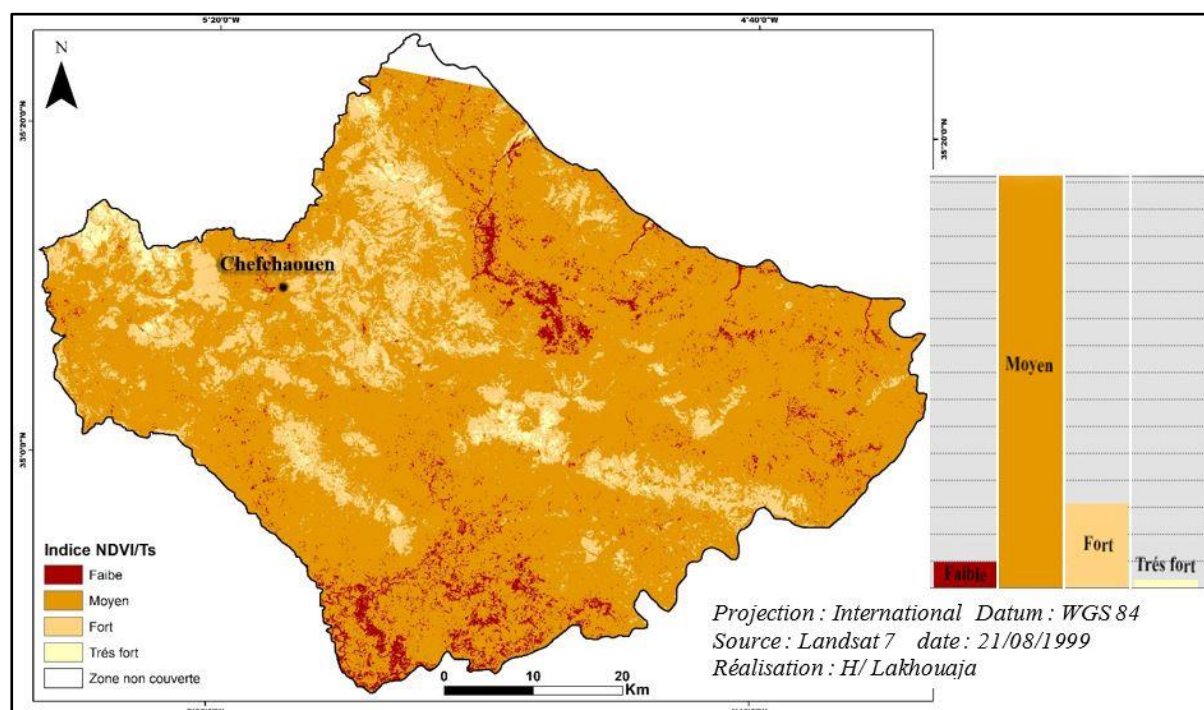 5°20'0"W
4°40'0"W
N
35°20'0"N
35°20'0"N
Chefchaouen
35°0'0"N
Moyen
Fort
Trés fort
Faible
Indice NDVI/Ts
Faibe
Moyen
Fort
Trés fort
Zone non couverte
0 10 20
Km
Projection : International Datum : WGS 84
Source : Landsat 7 date : 21/08/1999
Réalisation : H/ Lakhouaja